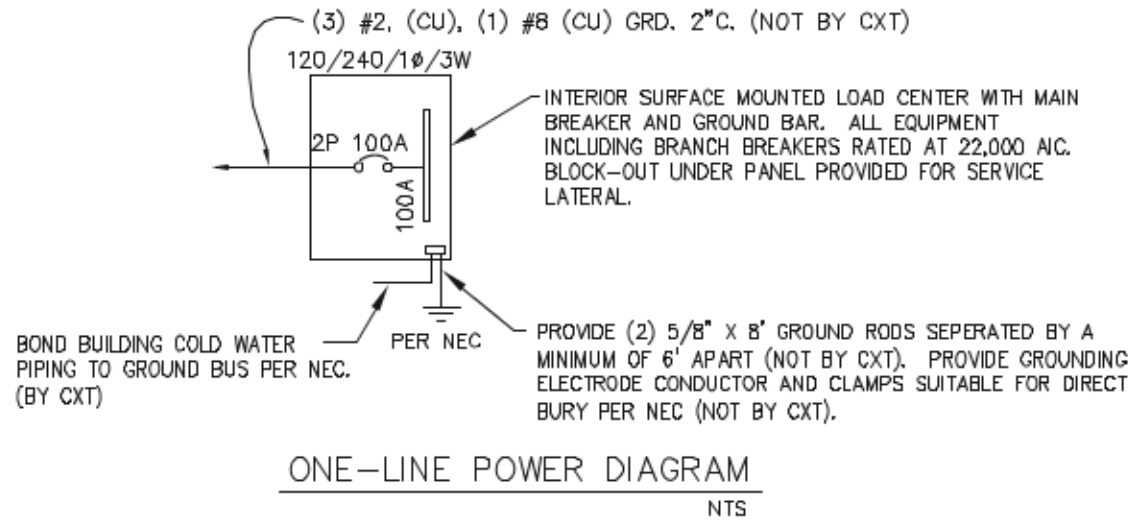 (3) #2, (CU), (1) #8 (CU) GRD. 2"C. (NOT BY CXT)
120/240/1ø/3W
INTERIOR SURFACE MOUNTED LOAD CENTER WITH MAIN
BREAKER AND GROUND BAR. ALL EQUIPMENT
INCLUDING BRANCH BREAKERS RATED AT 22,000 AIC.
BLOCK-OUT UNDER PANEL PROVIDED FOR SERVICE
LATERAL.
2P 100A
100A
BOND BUILDING COLD WATER
PIPING TO GROUND BUS PER NEC.
(BY CXT)
PER NEC
PROVIDE (2) 5/8" X 8' GROUND RODS SEPERATED BY A
MINIMUM OF 6' APART (NOT BY CXT). PROVIDE GROUNDING
ELECTRODE CONDUCTOR AND CLAMPS SUITABLE FOR DIRECT
BURY PER NEC (NOT BY CXT).
ONE-LINE POWER DIAGRAM
NTS